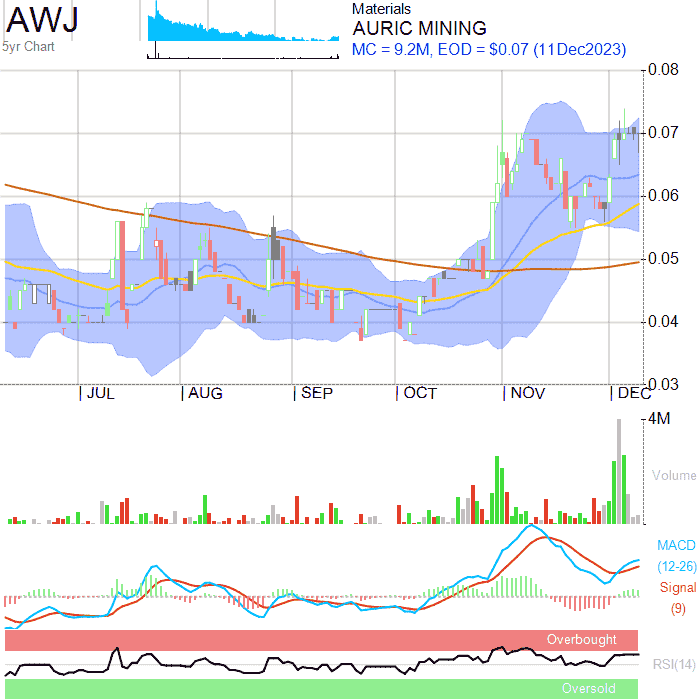 AWJ
5yr Chart
Materials
AURIC MINING
MC = 9.2M, EOD = $0.07 (11Dec2023)
0.08
0.07
0.06
0.05
0.04
0.03
JUL AUG SEP OCT NOV DEC
4M
Volume
MACD
(12-26)
Signal
(9)
Overbought
RSI(14)
Oversold